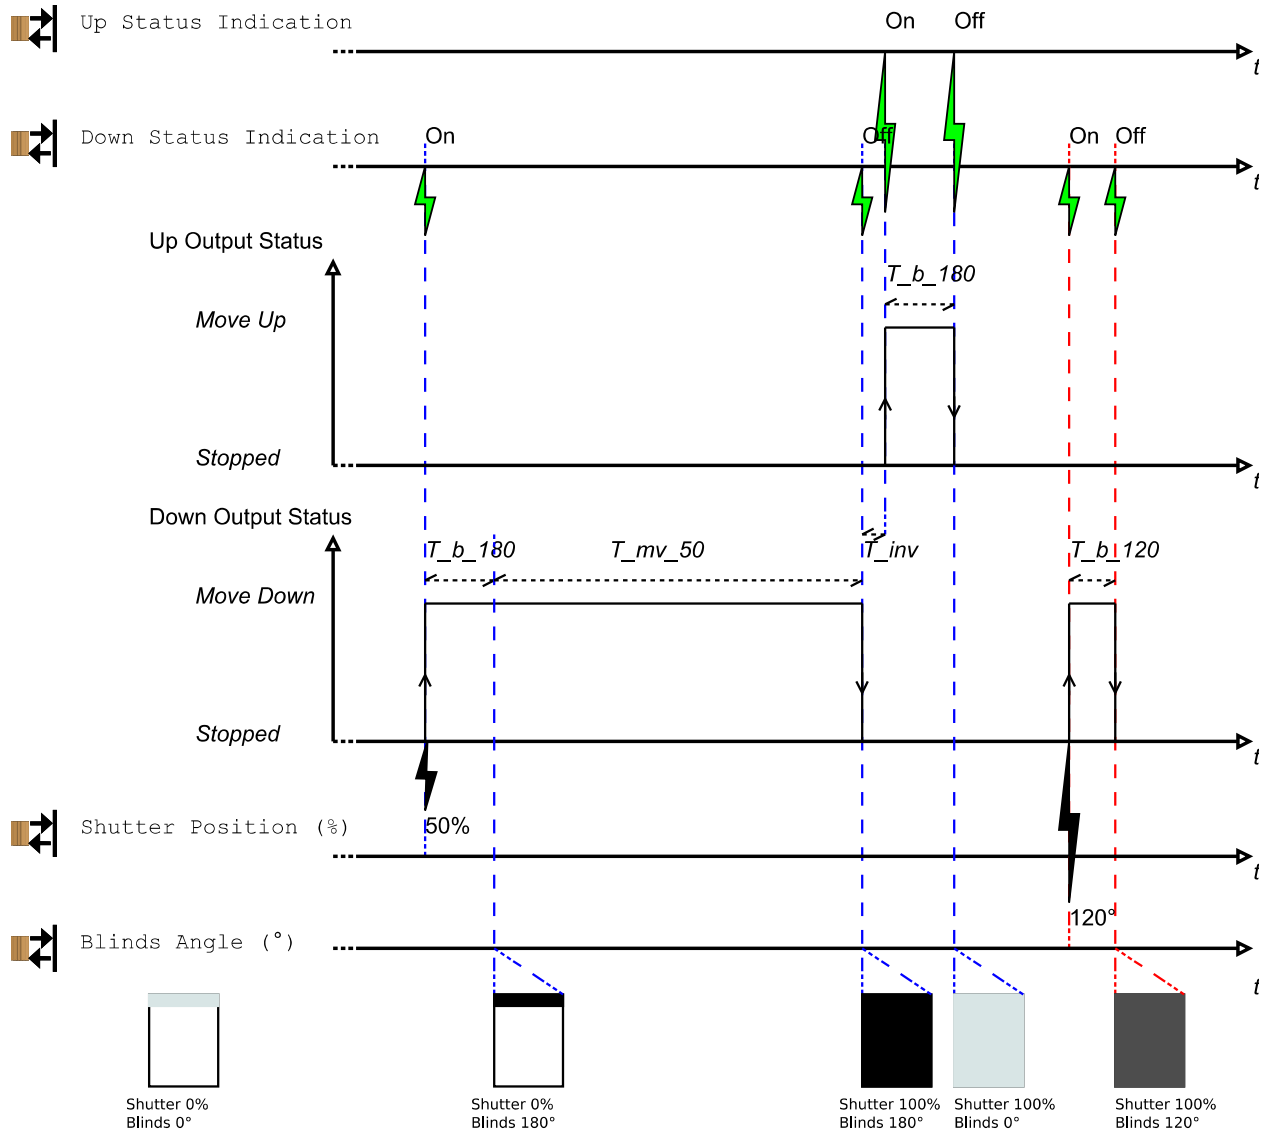 Up Status Indication
On Off
t
Down Status Indication
On Off On Off
t
Up Output Status
T_b_180
Move Up
Stopped
t
Down Output Status
T_b_180 T_mv_50 T_inv T_b_120
Move Down
Stopped
t
Shutter Position (%)
50%
t
120°
Blinds Angle (°)
t
Shutter 0%
Blinds 0°
Shutter 0%
Blinds 180°
Shutter 100%
Blinds 180°
Shutter 100%
Blinds 0°
Shutter 100%
Blinds 120°